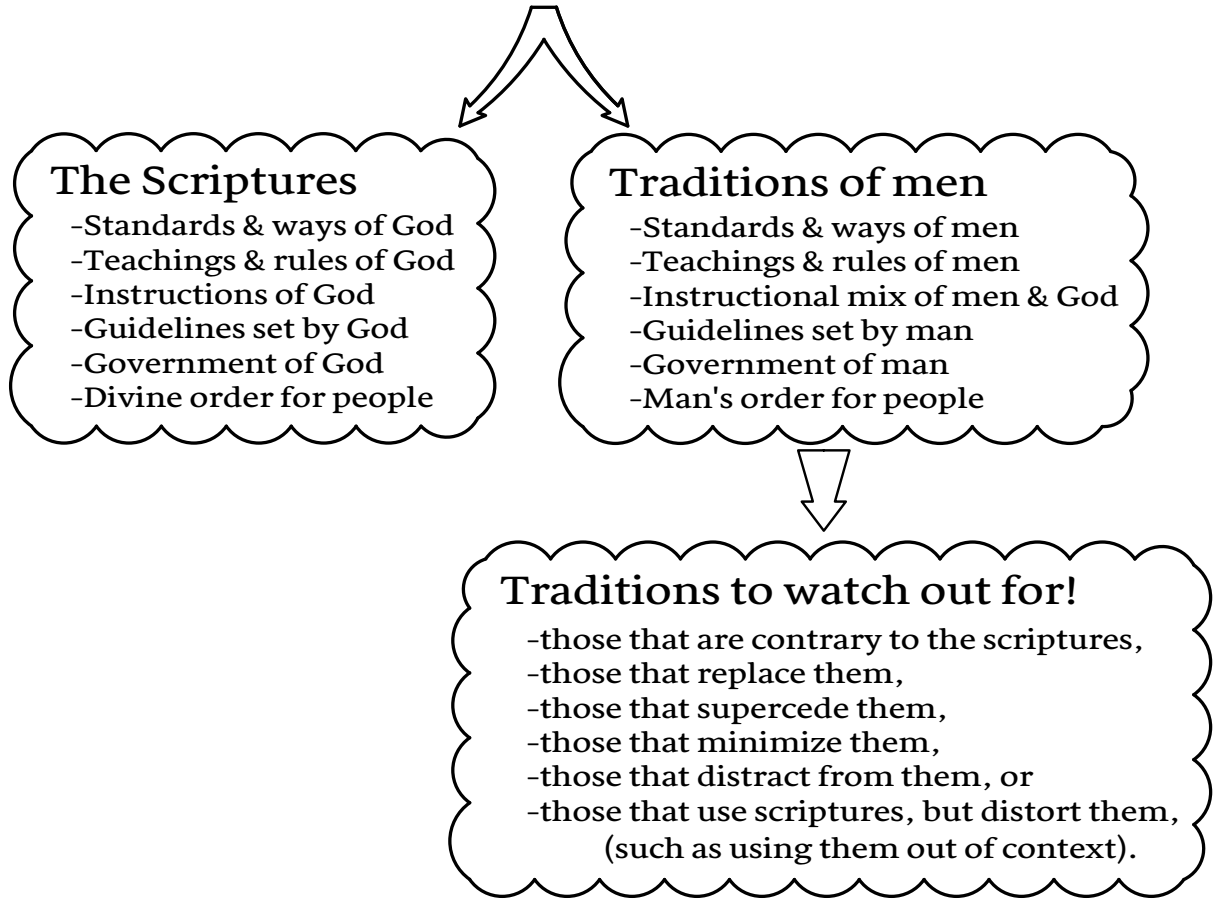 The Scriptures
-Standards & ways of God
-Teachings & rules of God
-Instructions of God
-Guidelines set by God
-Government of God
-Divine order for people
Traditions of men
-Standards & ways of men
-Teachings & rules of men
-Instructional mix of men & God
-Guidelines set by man
-Government of man
-Man's order for people
Traditions to watch out for!
-those that are contrary to the scriptures,
-those that replace them,
-those that supercede them,
-those that minimize them,
-those that distract from them, or
-those that use scriptures, but distort them,
(such as using them out of context).